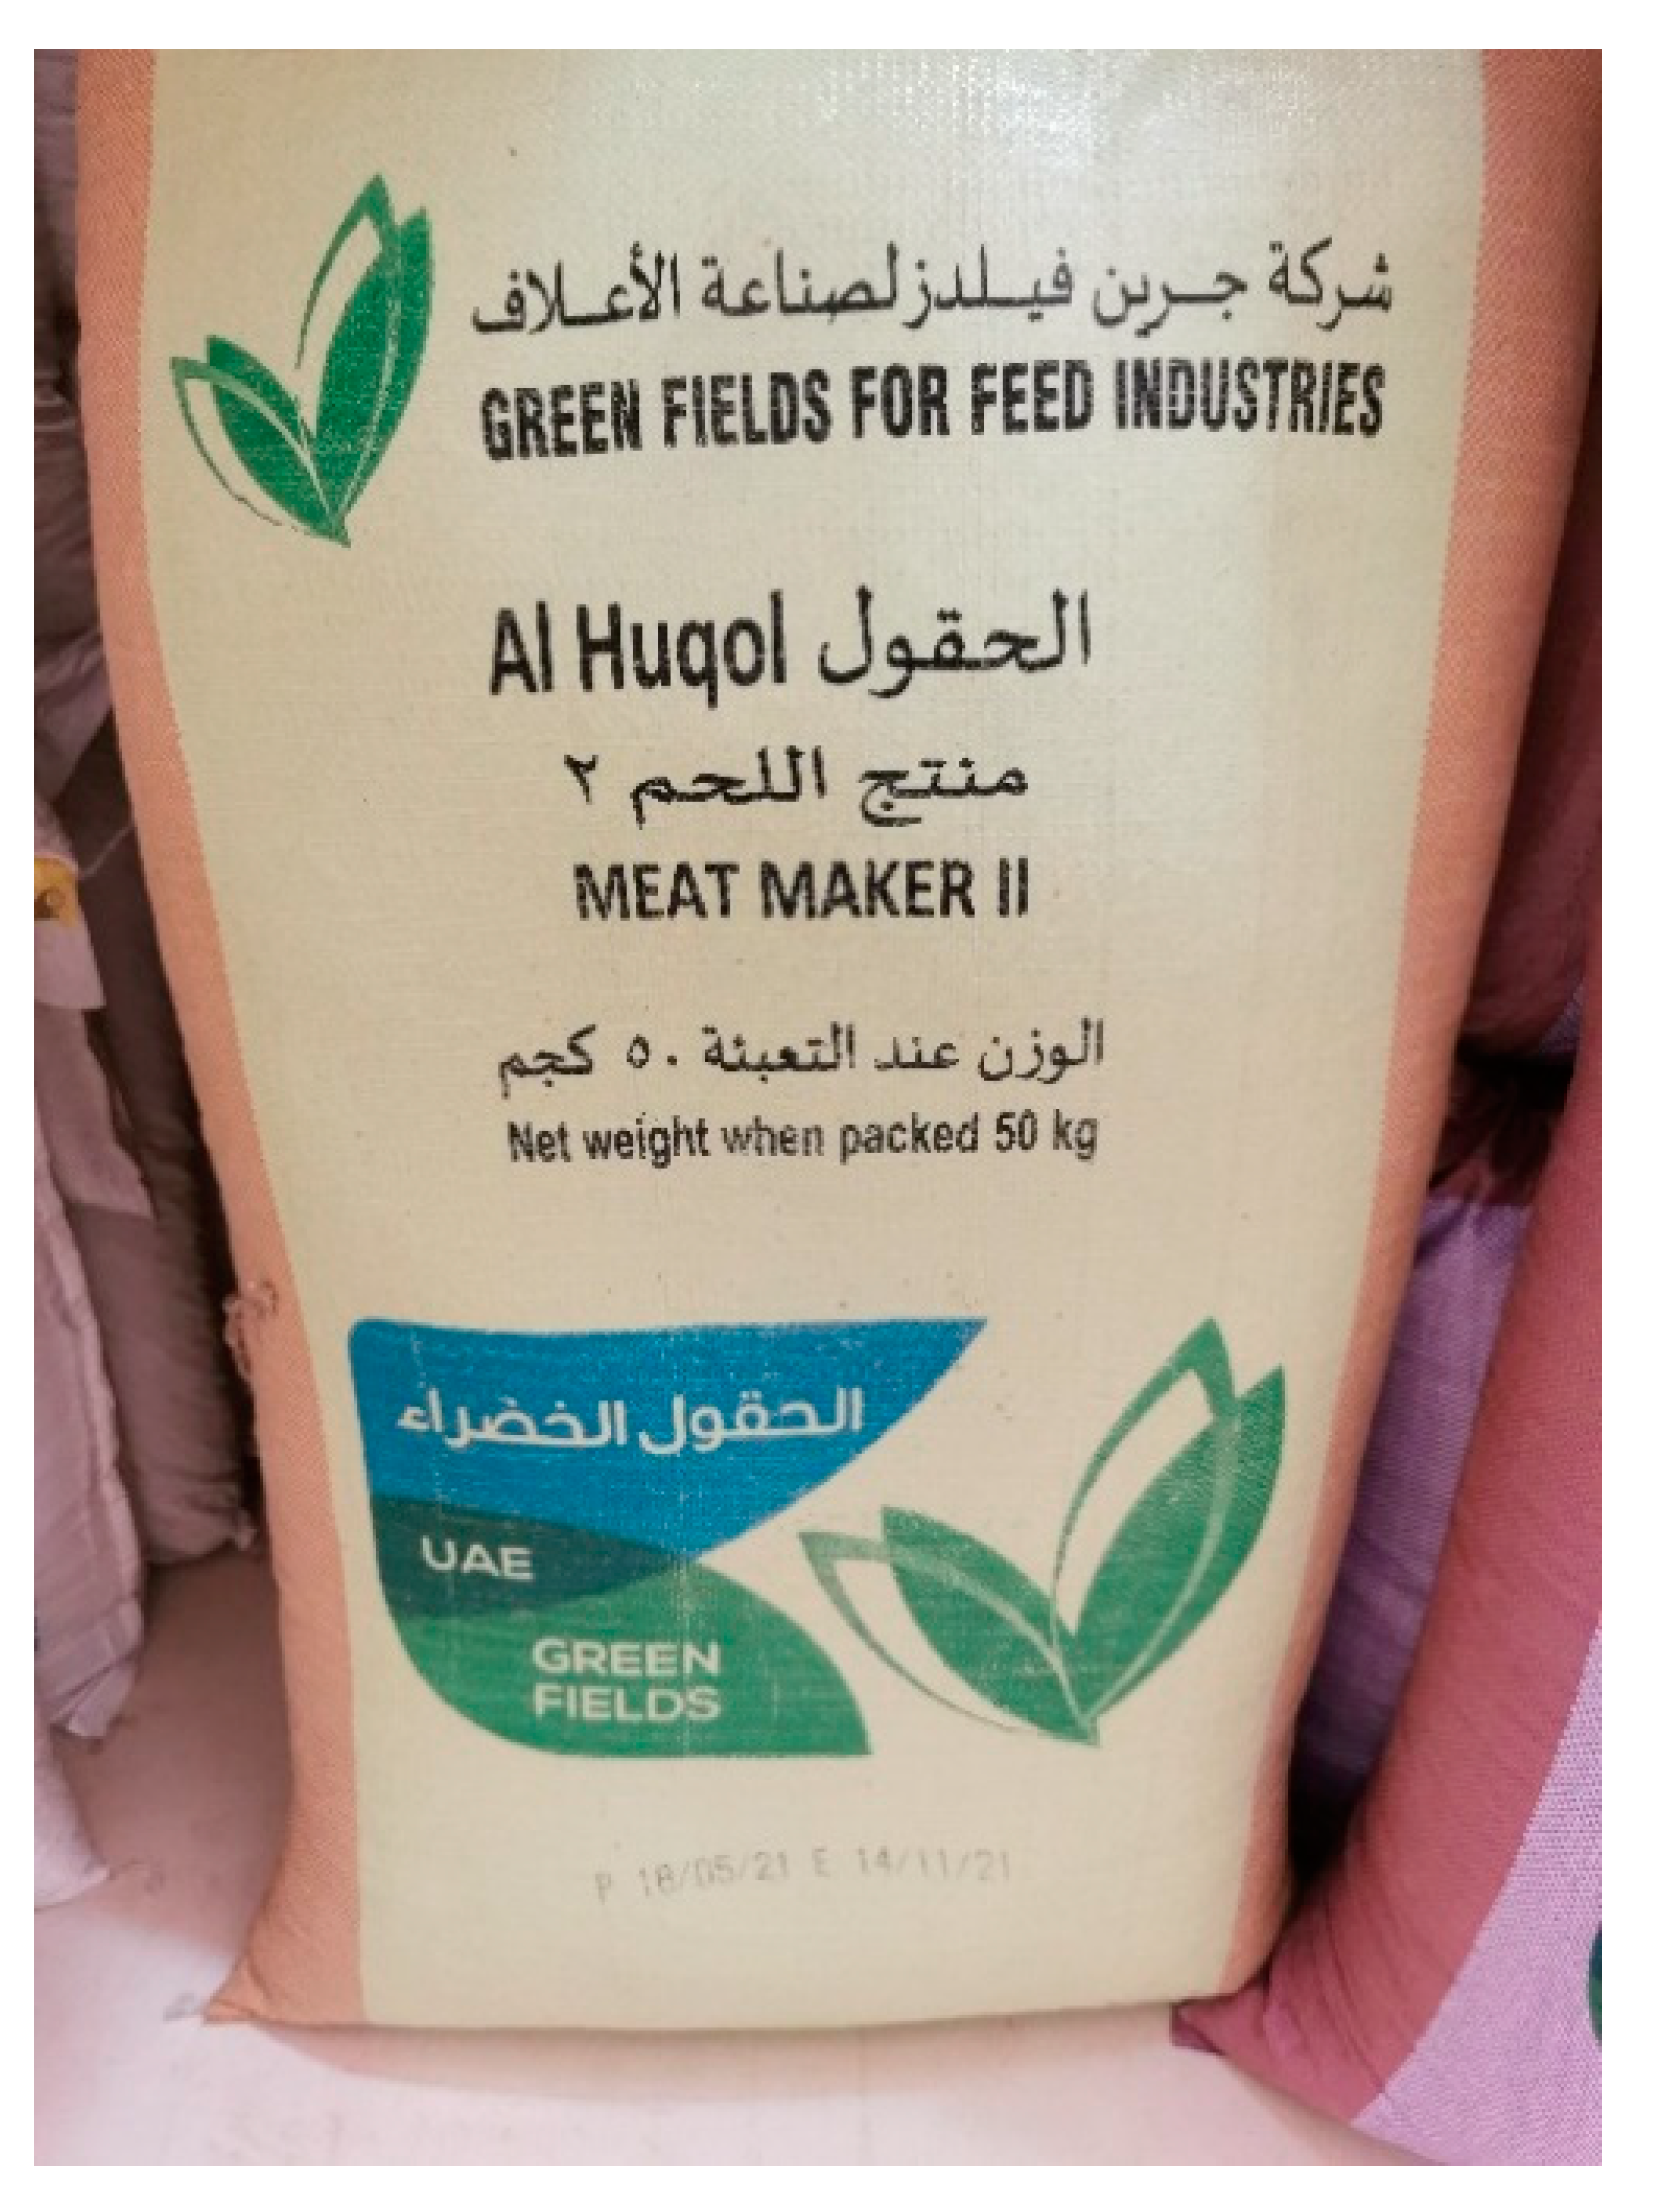 شركة جرين فيلدز لصناعة الأعلاف
GREEN FIELDS FOR FEED INDUSTRIES
Al Huqol الحقول
منتج اللحم ٢
MEAT MAKER II
الوزن عند التعبئة ٥٠ كجم
Net weight when packed 50 kg
الحقول الخضراء
UAE
GREEN
FIELDS
P 18/05/21 E 14/11/21